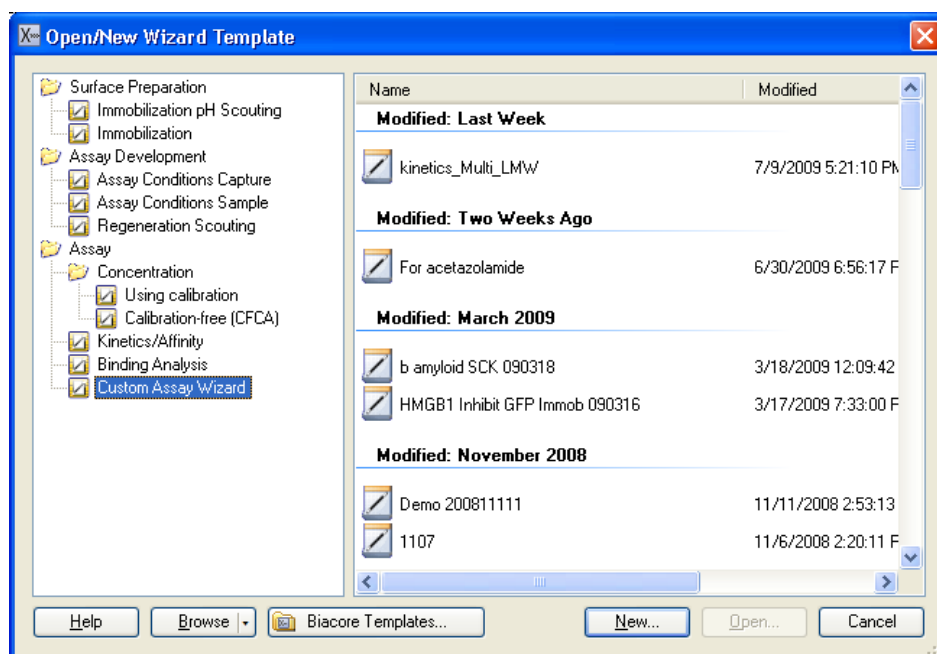 Open/New Wizard Template
Surface Preparation
Immobilization pH Scouting
Immobilization
Assay Development
Assay Conditions Capture
Assay Conditions Sample
Regeneration Scouting
Assay
Concentration
Using calibration
Calibration-free (CFCA)
Kinetics/Affinity
Binding Analysis
Custom Assay Wizard
Name Modified
Modified: Last Week
kinetics_Multi_LMW 7/9/2009 5:21:10 PM
Modified: Two Weeks Ago
For acetazolamide 6/30/2009 6:56:17 P
Modified: March 2009
b amyloid SCK 090318 3/18/2009 12:09:42
HMGB1 Inhibit GFP Immob 090316 3/17/2009 7:33:00 P
Modified: November 2008
Demo 200811111 11/11/2008 2:53:13
1107 11/6/2008 2:20:11 P
Help Browse Biacore Templates... New... Open... Cancel